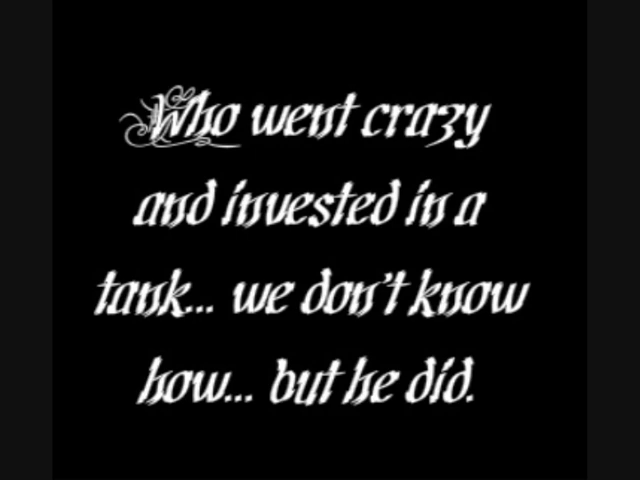 Who went crazy
and invested in a
tank... we don't know
how... but he did.